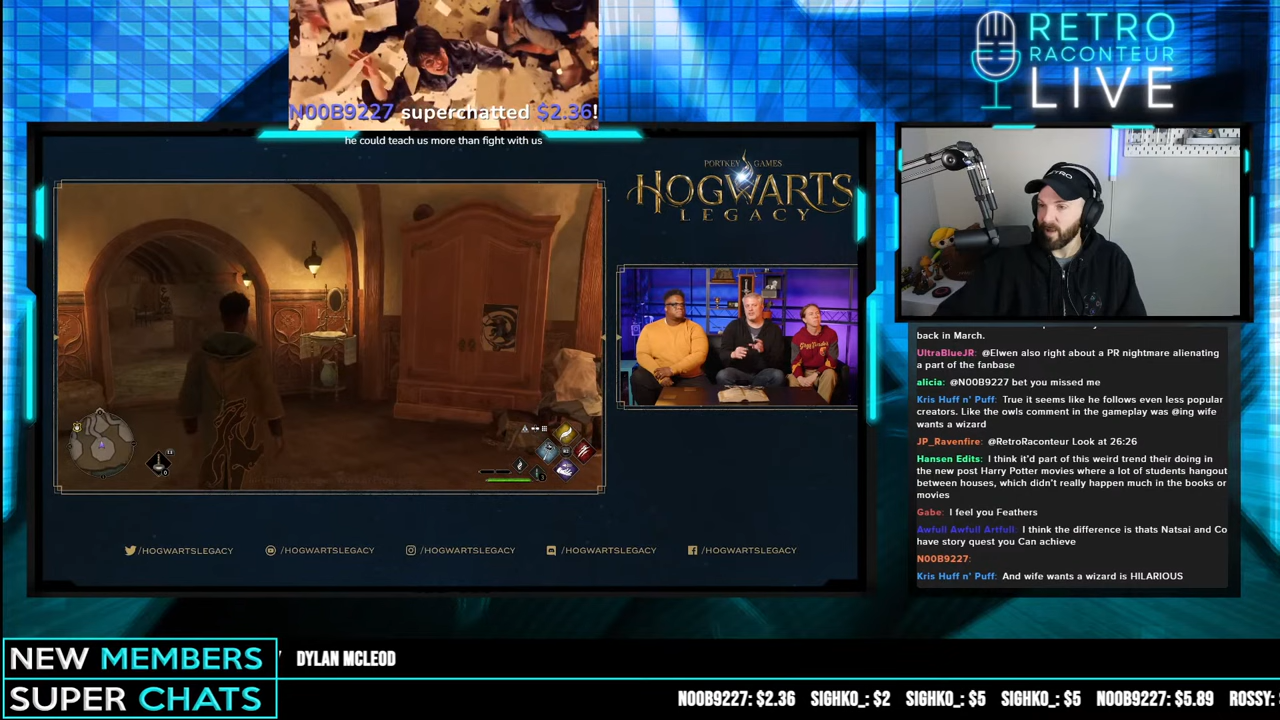 RETRO
RACONTEUR
LIVE
N00B9227 superchatted $2.36!
he could teach us more than fight with us
PORTKEY GAMES
HOGWARTS
LEGACY
RETRO
back in March.
UltraBlueJR: @Elwen also right about a PR nightmare alienating
a part of the fanbase
alicia: @N00B9227 bet you missed me
Kris Huff n' Puff: True it seems like he follows even less popular
creators. Like the owls comment in the gameplay was @ing wife
wants a wizard
JP_Ravenfire: @RetroRaconteur Look at 26:26
Hansen Edits: I think it'd part of this weird trend their doing in
the new post Harry Potter movies where a lot of students hangout
between houses, which didn't really happen much in the books or
movies
Gabe: I feel you Feathers
Awfull Awfull Artfull: I think the difference is thats Natsai and Co
have story quest you Can achieve
N00B9227:
Kris Huff n' Puff: And wife wants a wizard is HILARIOUS
/HOGWARTSLEGACY /HOGWARTSLEGACY /HOGWARTSLEGACY /HOGWARTSLEGACY /HOGWARTSLEGACY
NEW MEMBERS DYLAN MCLEOD
SUPER CHATS N00B9227: $2.36 SIGHKO_: $2 SIGHKO_: $5 SIGHKO_: $5 N00B9227: $5.89 ROSSY: